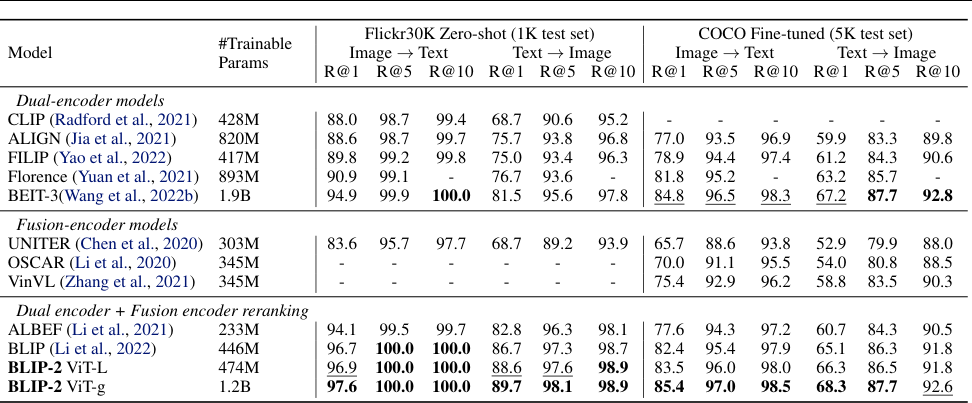 Flickr30K Zero-shot (1K test set) COCO Fine-tuned (5K test set)
Model #Trainable Params Image → Text Text → Image Image → Text Text → Image
R@1 R@5 R@10 R@1 R@5 R@10 R@1 R@5 R@10 R@1 R@5 R@10
Dual-encoder models
CLIP (Radford et al., 2021) 428M 88.0 98.7 99.4 68.7 90.6 95.2 - - - - - -
ALIGN (Jia et al., 2021) 820M 88.6 98.7 99.7 75.7 93.8 96.8 77.0 93.5 96.9 59.9 83.3 89.8
FILIP (Yao et al., 2022) 417M 89.8 99.2 99.8 75.0 93.4 96.3 78.9 94.4 97.4 61.2 84.3 90.6
Florence (Yuan et al., 2021) 893M 90.9 99.1 - 76.7 93.6 - 81.8 95.2 - 63.2 85.7 -
BEIT-3(Wang et al., 2022b) 1.9B 94.9 99.9 100.0 81.5 95.6 97.8 84.8 96.5 98.3 67.2 87.7 92.8
Fusion-encoder models
UNITER (Chen et al., 2020) 303M 83.6 95.7 97.7 68.7 89.2 93.9 65.7 88.6 93.8 52.9 79.9 88.0
OSCAR (Li et al., 2020) 345M - - - - - - 70.0 91.1 95.5 54.0 80.8 88.5
VinVL (Zhang et al., 2021) 345M - - - - - - 75.4 92.9 96.2 58.8 83.5 90.3
Dual encoder + Fusion encoder reranking
ALBEF (Li et al., 2021) 233M 94.1 99.5 99.7 82.8 96.3 98.1 77.6 94.3 97.2 60.7 84.3 90.5
BLIP (Li et al., 2022) 446M 96.7 100.0 100.0 86.7 97.3 98.7 82.4 95.4 97.9 65.1 86.3 91.8
BLIP-2 ViT-L 474M 96.9 100.0 100.0 88.6 97.6 98.9 83.5 96.0 98.0 66.3 86.5 91.8
BLIP-2 ViT-g 1.2B 97.6 100.0 100.0 89.7 98.1 98.9 85.4 97.0 98.5 68.3 87.7 92.6